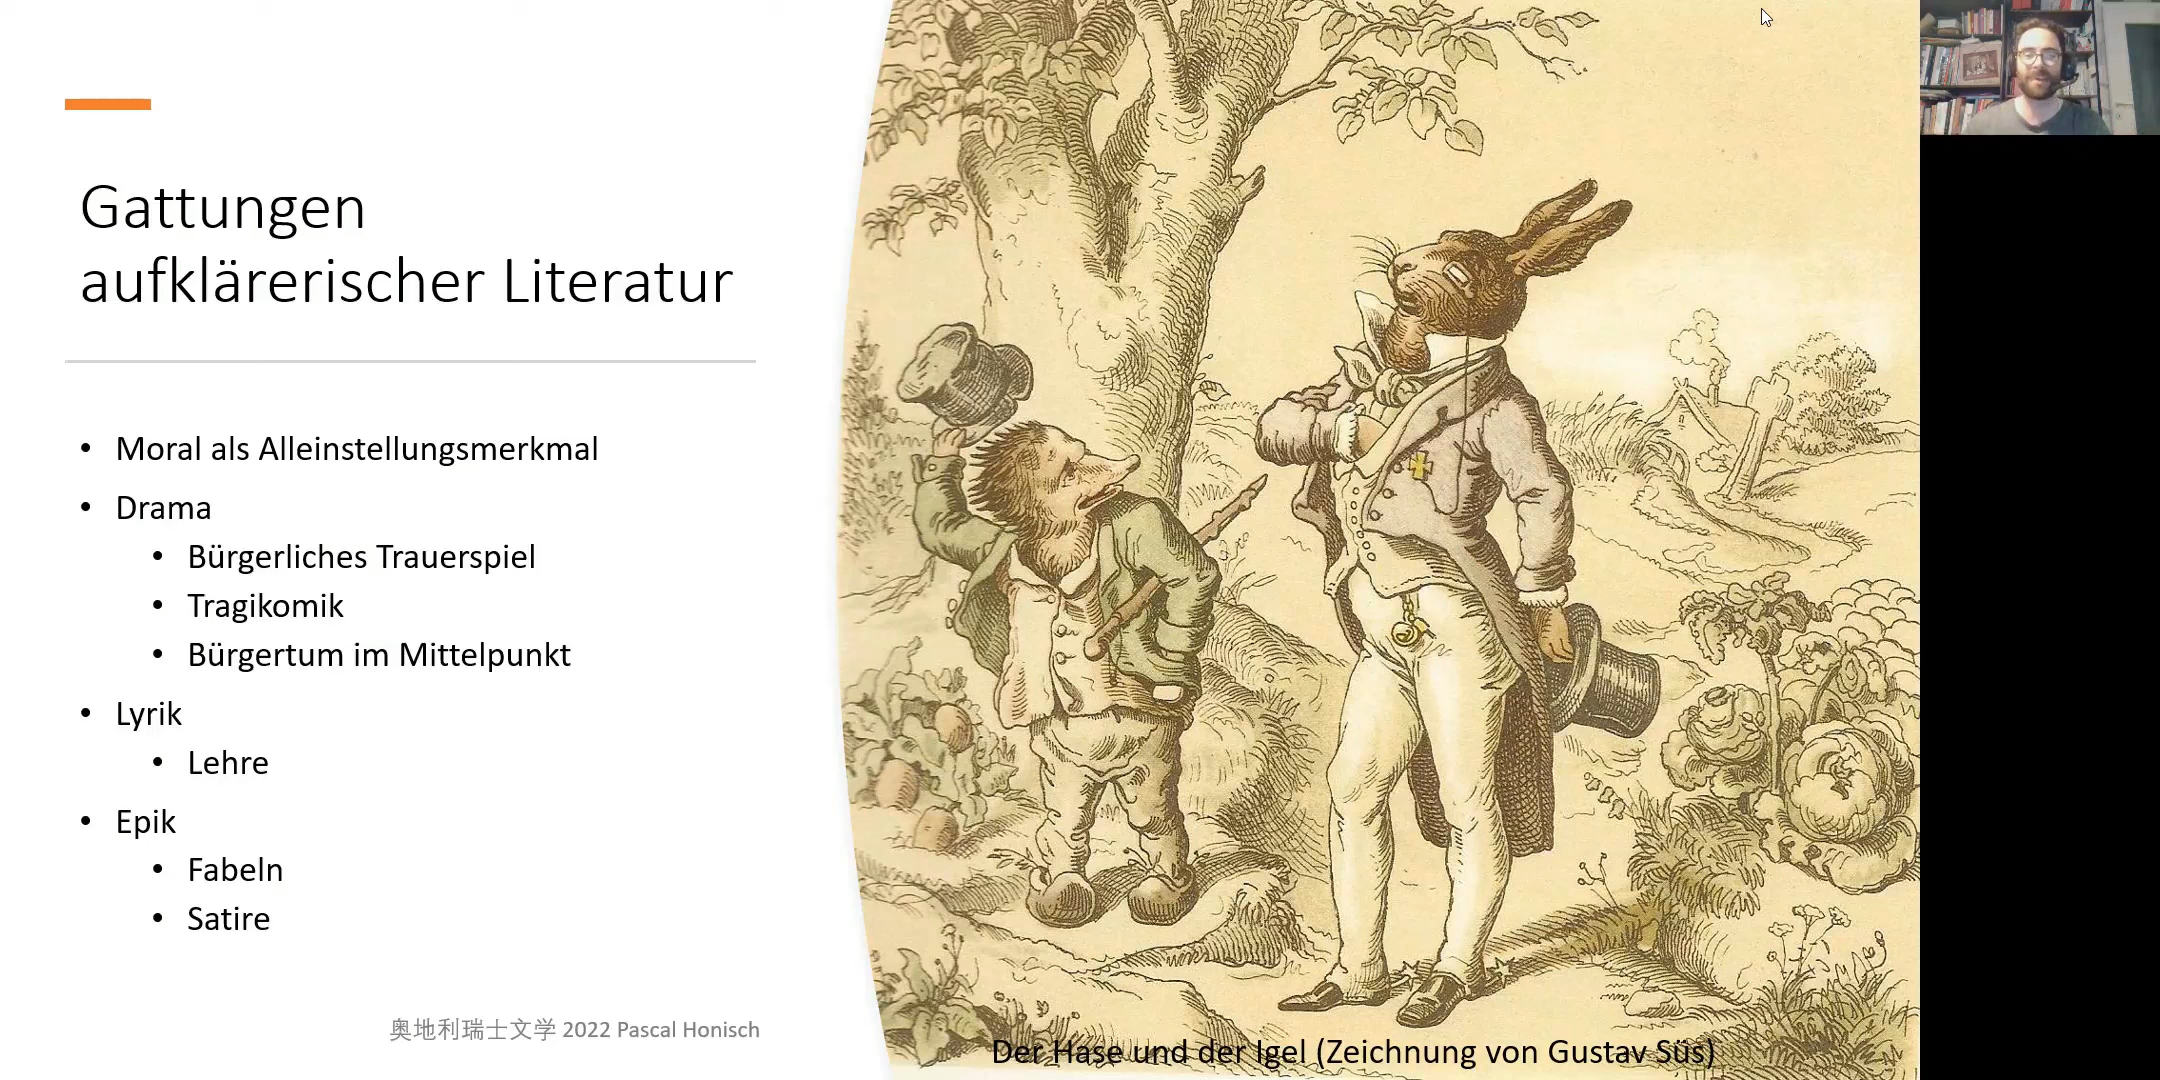 Gattungen
aufklärerischer Literatur
• Moral als Alleinstellungsmerkmal
• Drama
• Bürgerliches Trauerspiel
• Tragikomik
• Bürgertum im Mittelpunkt
• Lyrik
• Lehre
• Epik
• Fabeln
• Satire
奥地利瑞士文学 2022 Pascal Honisch
Der Hase und der Igel (Zeichnung von Gustav Süs)